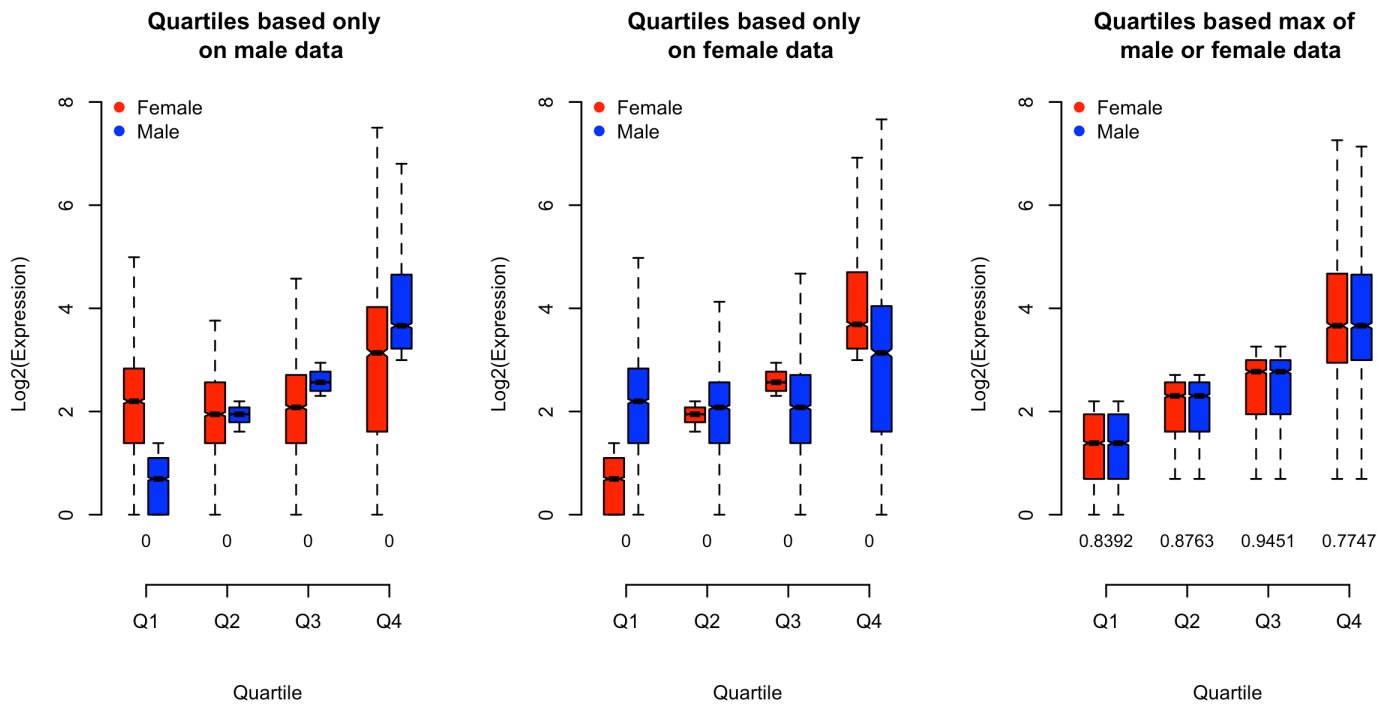 Quartiles based only
on male data
8
6
4
2
0
Log2(Expression)
Female
Male
0
0
0
0
Q1
Q2
Q3
Q4
Quartile
Quartiles based only
on female data
8
6
4
2
0
Log2(Expression)
Female
Male
0
0
0
0
Q1
Q2
Q3
Q4
Quartile
Quartiles based max of
male or female data
8
6
4
2
0
Log2(Expression)
Female
Male
0.8392
0.8763
0.9451
0.7747
Q1
Q2
Q3
Q4
Quartile